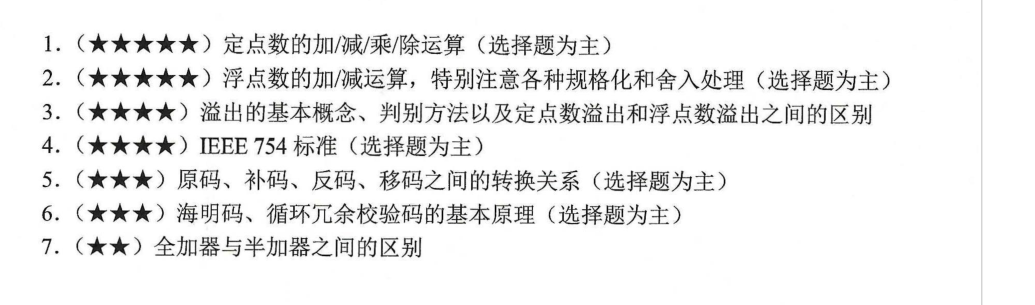 1.（★★★★★）定点数的加/减/乘/除运算（选择题为主）
2.（★★★★★）浮点数的加/减运算，特别注意各种规格化和舍入处理（选择题为主）
3.（★★★★）溢出的基本概念、判别方法以及定点数溢出和浮点数溢出之间的区别
4.（★★★★）IEEE 754 标准（选择题为主）
5.（★★★）原码、补码、反码、移码之间的转换关系（选择题为主）
6.（★★★）海明码、循环冗余校验码的基本原理（选择题为主）
7.（★★）全加器与半加器之间的区别